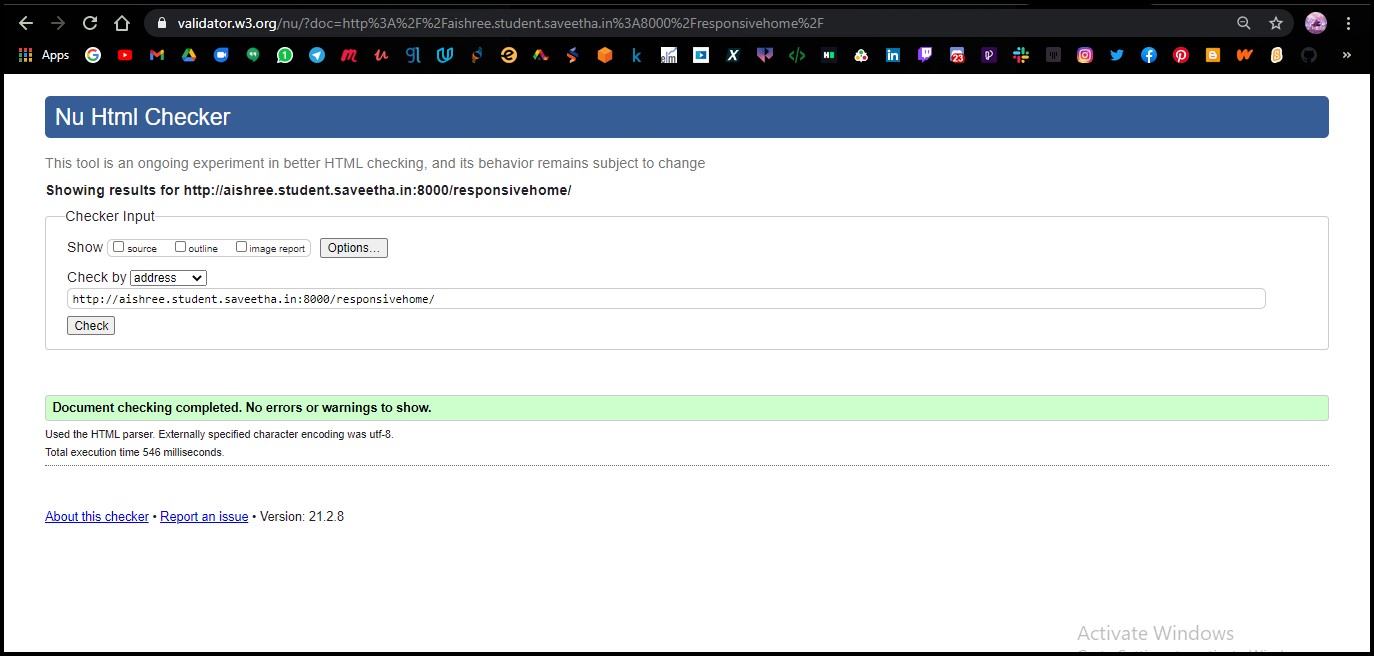 validator.w3.org/nu/?doc=http%3A%2F%2Faishree.student.saveetha.in%3A8000%2Fresponsivehome%2F
Apps
Nu Html Checker
This tool is an ongoing experiment in better HTML checking, and its behavior remains subject to change
Showing results for http://aishree.student.saveetha.in:8000/responsivehome/
Checker Input
Show source outline image report Options...
Check by address
http://aishree.student.saveetha.in:8000/responsivehome/
Check
Document checking completed. No errors or warnings to show.
Used the HTML parser. Externally specified character encoding was utf-8.
Total execution time 546 milliseconds.
About this checker • Report an issue • Version: 21.2.8
Activate Windows